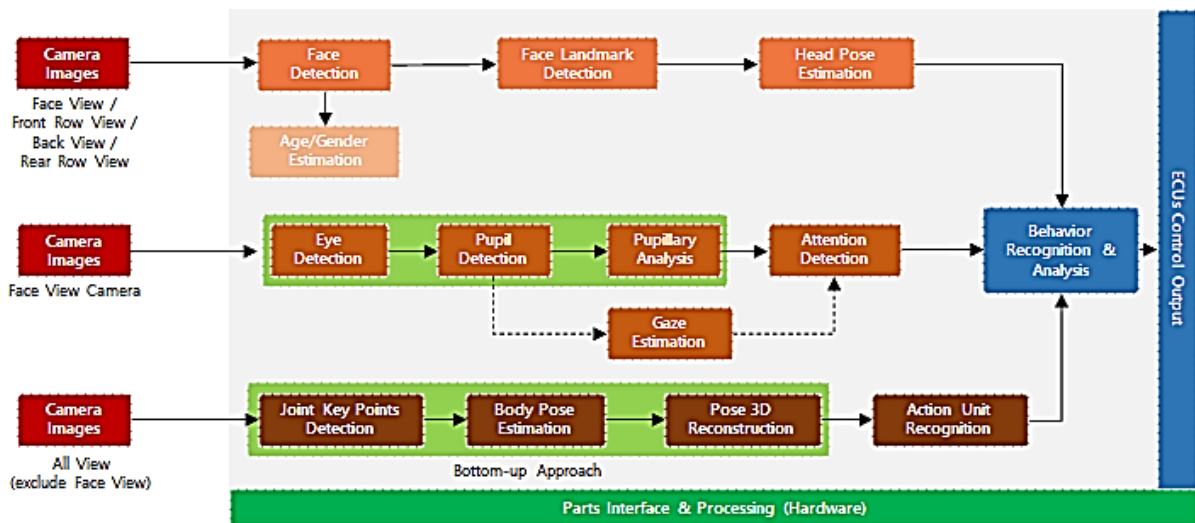 Camera
Images
Face View /
Front Row View /
Back View /
Rear Row View
Face
Detection
Face Landmark
Detection
Head Pose
Estimation
Age/Gender
Estimation
Camera
Images
Face View Camera
Eye
Detection
Pupil
Detection
Pupillary
Analysis
Attention
Detection
Gaze
Estimation
Behavior
Recognition &
Analysis
Camera
Images
All View
(exclude Face View)
Joint Key Points
Detection
Body Pose
Estimation
Pose 3D
Reconstruction
Action Unit
Recognition
Bottom-up Approach
ECUs Control Output
Parts Interface & Processing (Hardware)